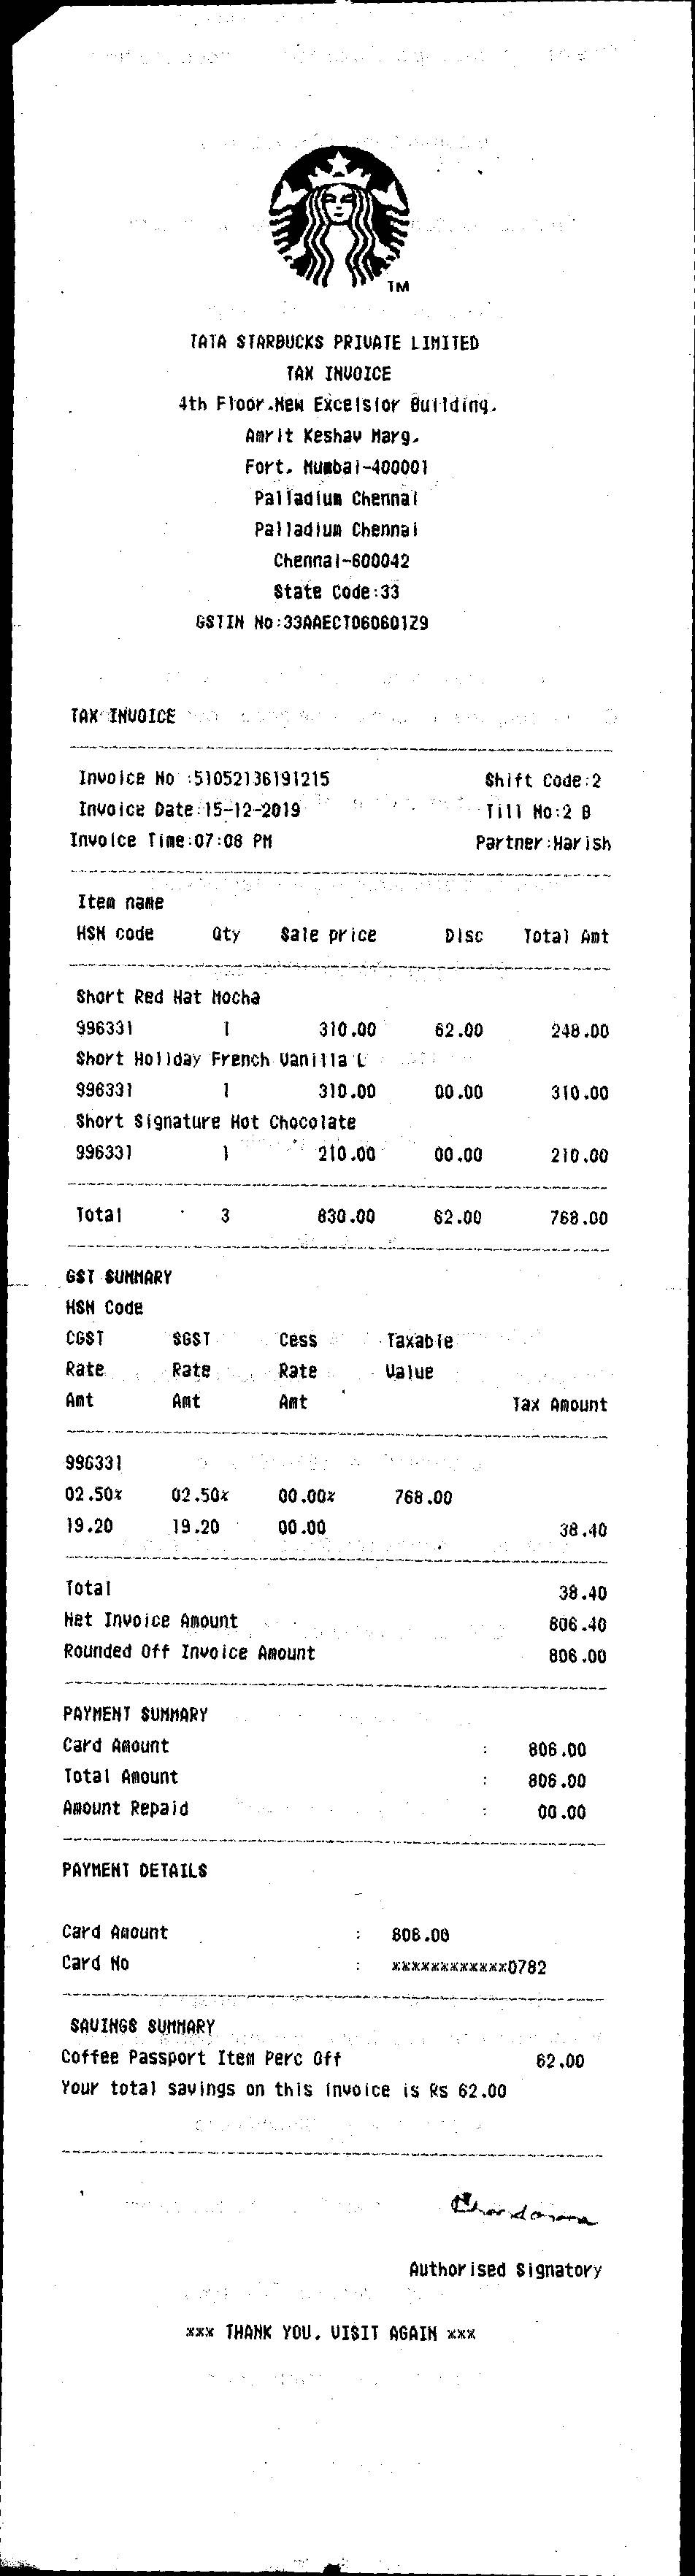 TM
TATA STARBUCKS PRIVATE LIMITED
TAX INVOICE
4th Floor.New Excelsior Building.
Amrit Keshav Marg.
Fort. Mumbai-400001
Palladium Chennai
Palladium Chennai
Chennai-600042
State Code:33
GSTIN No:33AAECT0606D1Z9
TAX INVOICE
Invoice No :51052136191215 Shift Code:2
Invoice Date:15-12-2019 Till No:2 B
Invoice Time:07:08 PM Partner:Harish
Item name
HSN code Qty Sale price Disc Total Amt
Short Red Hat Mocha
996331 1 310.00 62.00 248.00
Short Holiday French Vanilla L
996331 1 310.00 00.00 310.00
Short Signature Hot Chocolate
996331 1 210.00 00.00 210.00
Total 3 830.00 62.00 768.00
GST SUMMARY
HSN Code
CGST SGST Cess Taxable
Rate Rate Rate Value
Amt Amt Amt Tax Amount
996331
02.50% 02.50% 00.00% 768.00
19.20 19.20 00.00 38.40
Total 38.40
Net Invoice Amount 806.40
Rounded Off Invoice Amount 806.00
PAYMENT SUMMARY
Card Amount : 806.00
Total Amount : 806.00
Amount Repaid : 00.00
PAYMENT DETAILS
Card Amount : 806.00
Card No : ************0782
SAVINGS SUMMARY
Coffee Passport Item Perc Off 62.00
Your total savings on this invoice is Rs 62.00
Authorised Signatory
*** THANK YOU. VISIT AGAIN ***